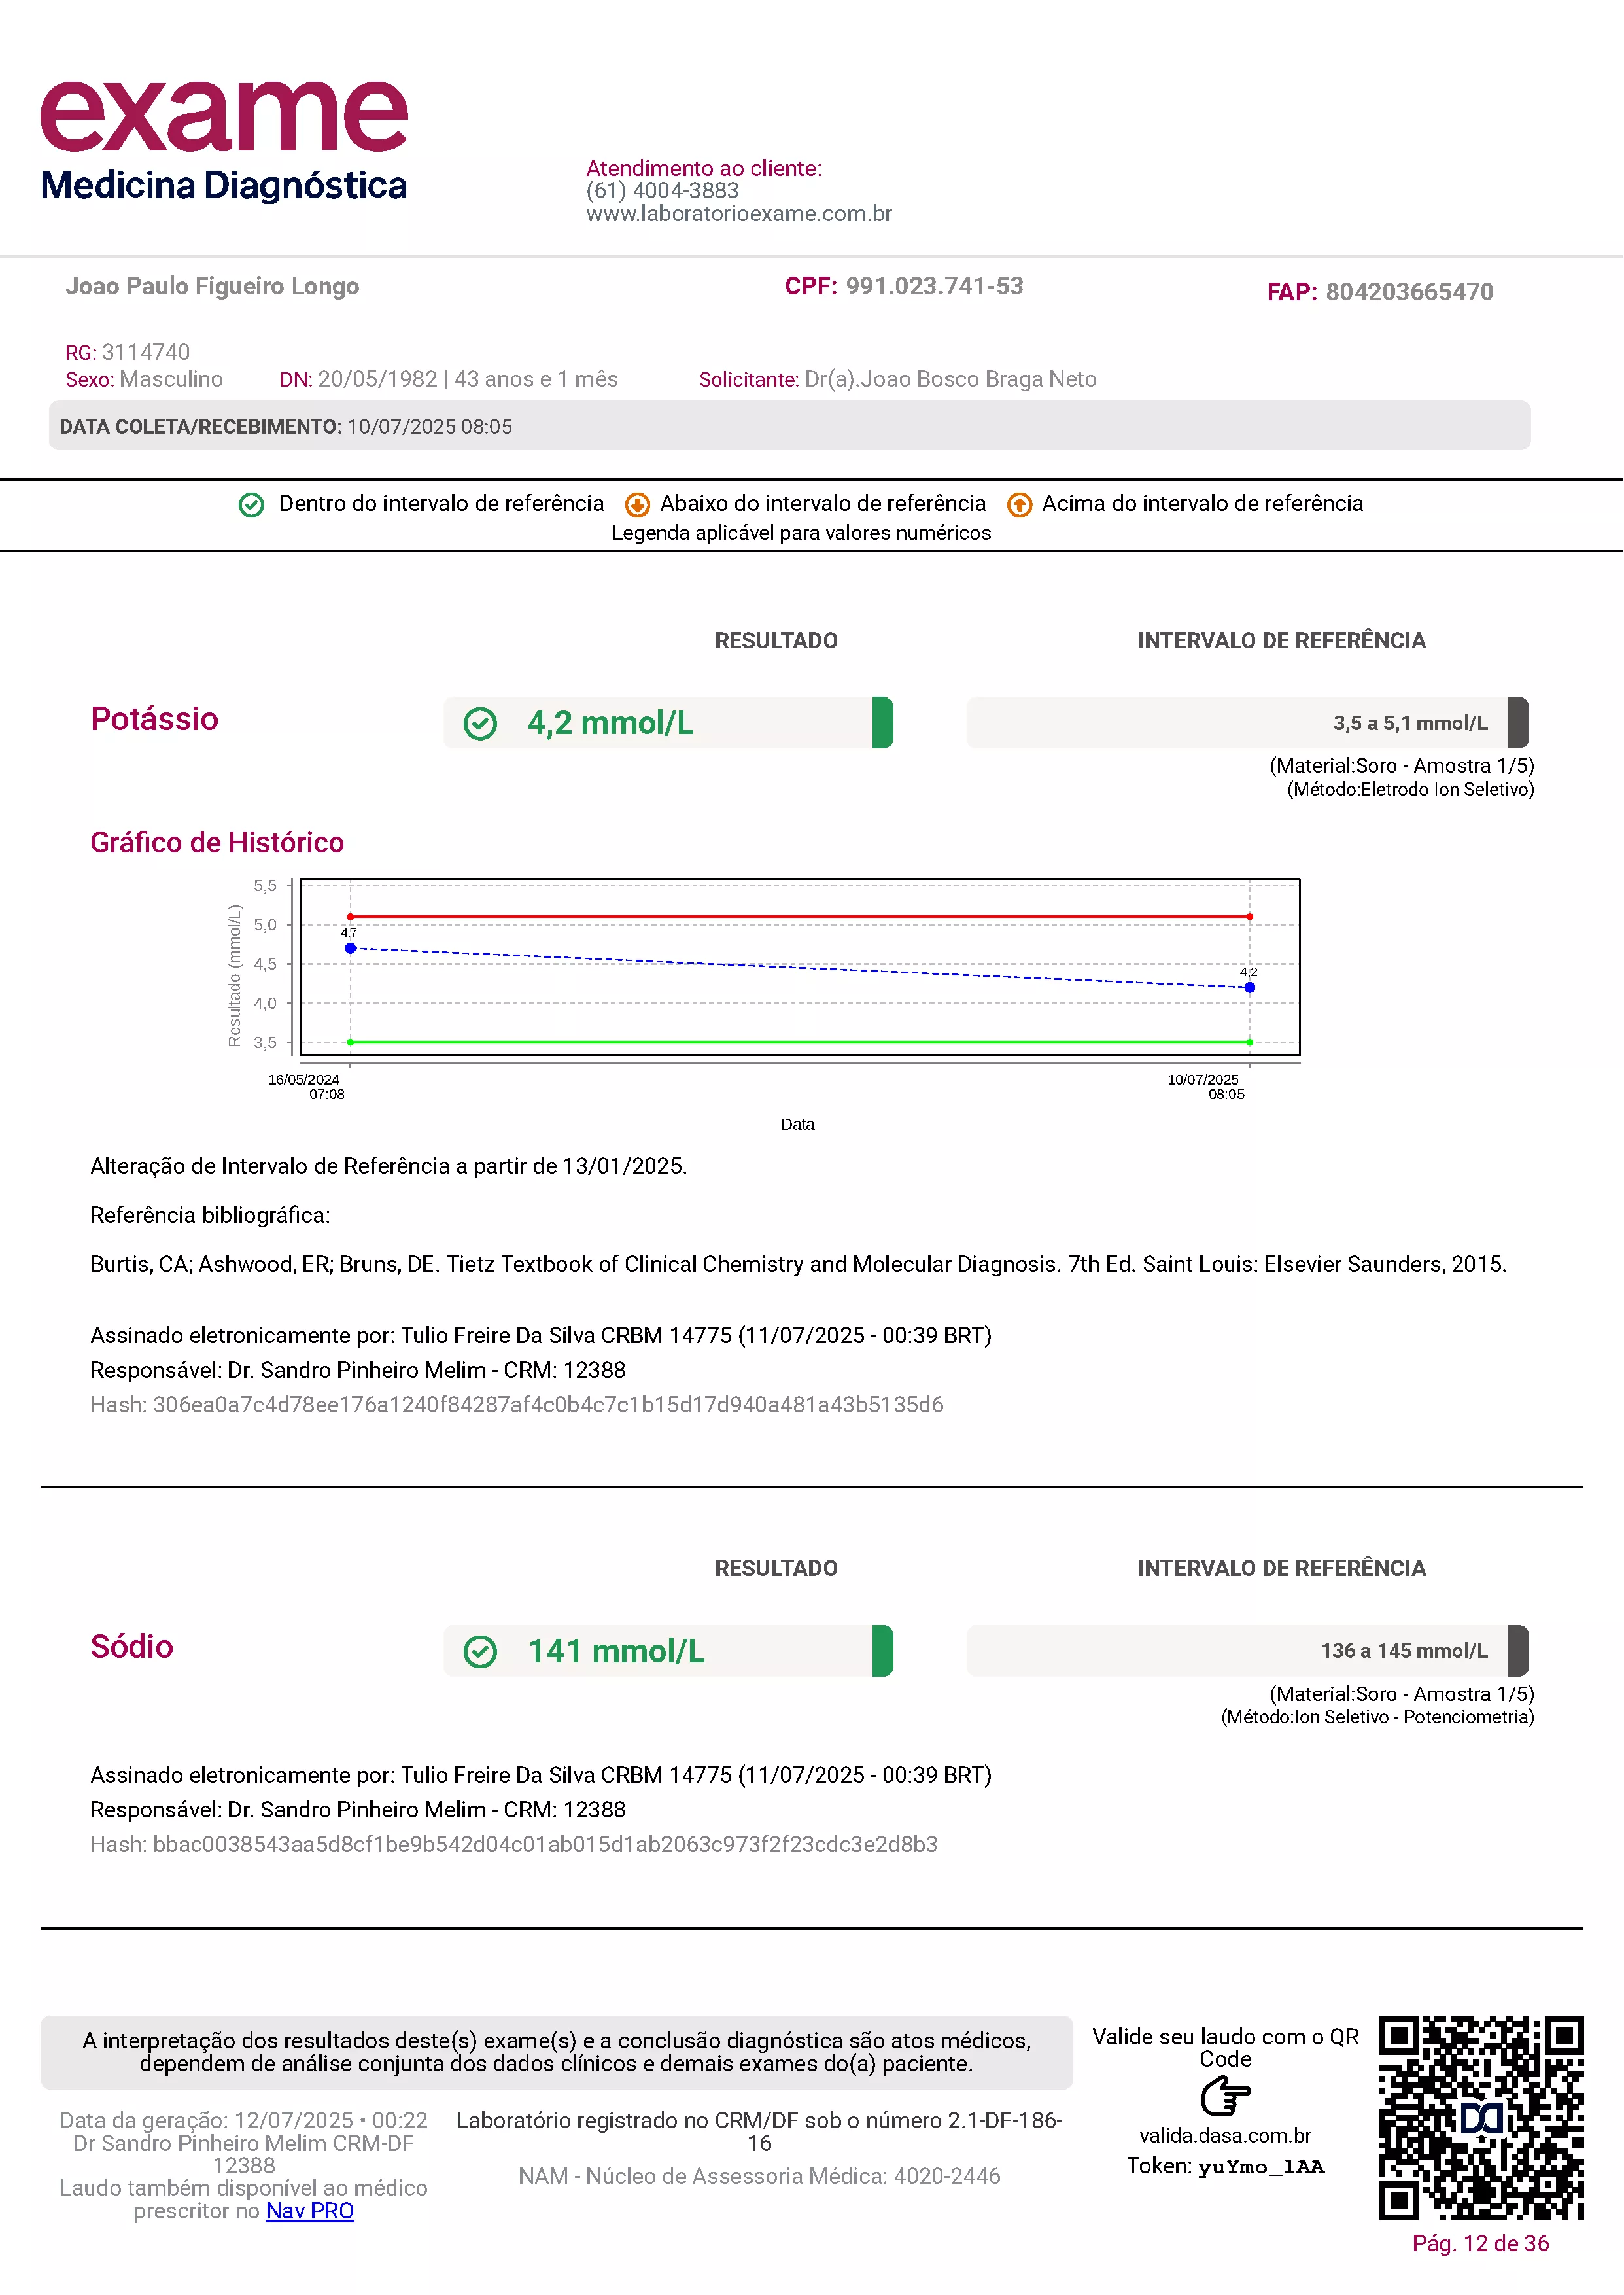 exame
Medicina Diagnóstica
Atendimento ao cliente:
(61) 4004-3883
www.laboratorioexame.com.br
Joao Paulo Figueiro Longo
CPF: 991.023.741-53
FAP: 804203665470
RG: 3114740
Sexo: Masculino DN: 20/05/1982 | 43 anos e 1 mês Solicitante: Dr(a).Joao Bosco Braga Neto
DATA COLETA/RECEBIMENTO: 10/07/2025 08:05
Dentro do intervalo de referência Abaixo do intervalo de referência Acima do intervalo de referência
Legenda aplicável para valores numéricos
RESULTADO INTERVALO DE REFERÊNCIA
Potássio 4,2 mmol/L 3,5 a 5,1 mmol/L
(Material:Soro - Amostra 1/5)
(Método:Eletrodo Ion Seletivo)
Gráfico de Histórico
Resultado (mmol/L)
5,5
5,0
4,5
4,0
3,5
4,7
4,2
16/05/2024
07:08
10/07/2025
08:05
Data
Alteração de Intervalo de Referência a partir de 13/01/2025.
Referência bibliográfica:
Burtis, CA; Ashwood, ER; Bruns, DE. Tietz Textbook of Clinical Chemistry and Molecular Diagnosis. 7th Ed. Saint Louis: Elsevier Saunders, 2015.
Assinado eletronicamente por: Tulio Freire Da Silva CRBM 14775 (11/07/2025 - 00:39 BRT)
Responsável: Dr. Sandro Pinheiro Melim - CRM: 12388
Hash: 306ea0a7c4d78ee176a1240f84287af4c0b4c7c1b15d17d940a481a43b5135d6
RESULTADO INTERVALO DE REFERÊNCIA
Sódio 141 mmol/L 136 a 145 mmol/L
(Material:Soro - Amostra 1/5)
(Método:Ion Seletivo - Potenciometria)
Assinado eletronicamente por: Tulio Freire Da Silva CRBM 14775 (11/07/2025 - 00:39 BRT)
Responsável: Dr. Sandro Pinheiro Melim - CRM: 12388
Hash: bbac0038543aa5d8cf1be9b542d04c01ab015d1ab2063c973f2f23cdc3e2d8b3
A interpretação dos resultados deste(s) exame(s) e a conclusão diagnóstica são atos médicos,
dependem de análise conjunta dos dados clínicos e demais exames do(a) paciente.
Data da geração: 12/07/2025 • 00:22
Dr Sandro Pinheiro Melim CRM-DF
12388
Laudo também disponível ao médico
prescritor no Nav PRO
Laboratório registrado no CRM/DF sob o número 2.1-DF-186-
16
NAM - Núcleo de Assessoria Médica: 4020-2446
Valide seu laudo com o QR
Code
valida.dasa.com.br
Token: yuYmo_lAA
Pág. 12 de 36